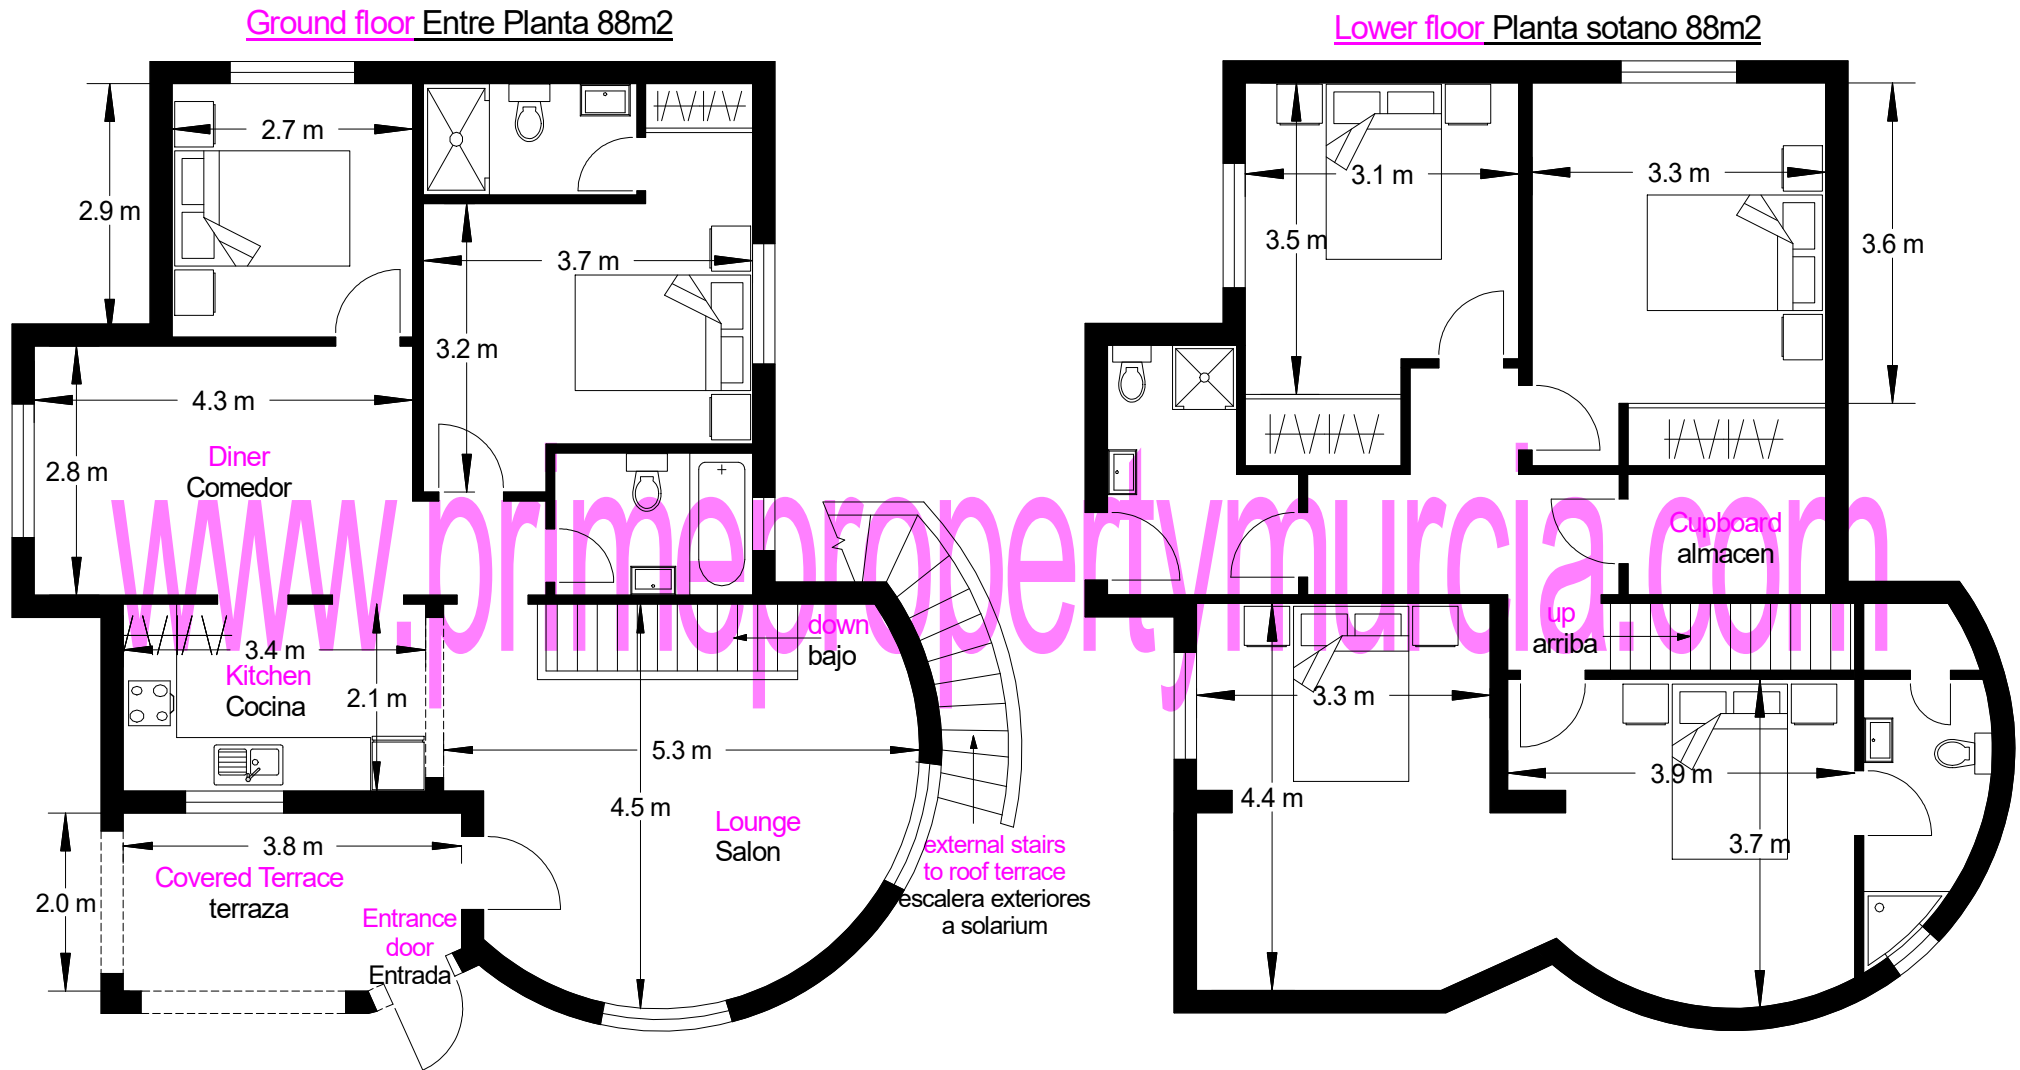 Ground floor Entre Planta 88m2
2.7 m
2.9 m
3.7 m
3.2 m
4.3 m
2.8 m
Diner
Comedor
3.4 m
Kitchen
Cocina
2.1 m
down
bajo
5.3 m
4.5 m
Lounge
Salon
3.8 m
Covered Terrace
terraza
2.0 m
Entrance
door
Entrada
external stairs
to roof terrace
escalera exteriores
a solarium
Lower floor Planta sotano 88m2
3.1 m
3.5 m
3.3 m
3.6 m
Cupboard
almacen
up
arriba
3.3 m
4.4 m
3.9 m
3.7 m
www.primepropertymurcia.com